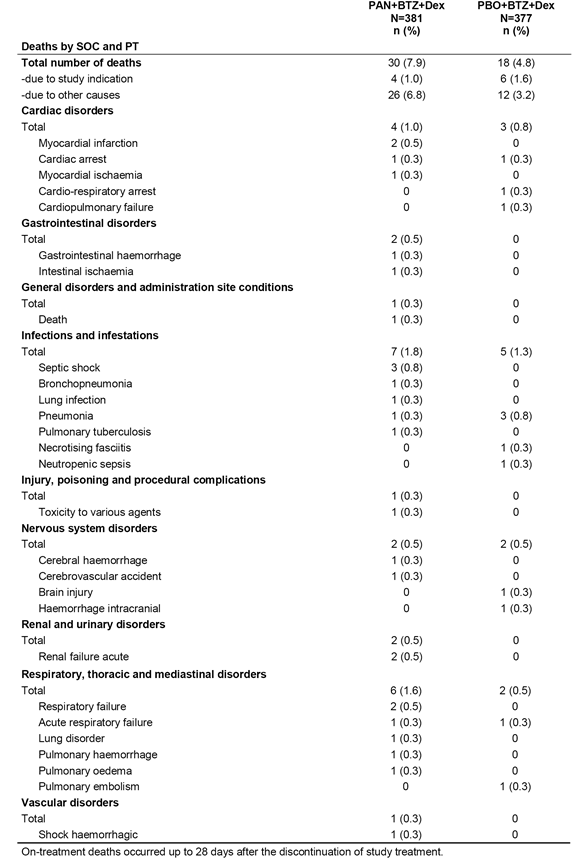 PAN+BTZ+Dex PBO+BTZ+Dex
N=381 N=377
n (%) n (%)
Deaths by SOC and PT
Total number of deaths 30 (7.9) 18 (4.8)
-due to study indication 4 (1.0) 6 (1.6)
-due to other causes 26 (6.8) 12 (3.2)
Cardiac disorders
Total 4 (1.0) 3 (0.8)
Myocardial infarction 2 (0.5) 0
Cardiac arrest 1 (0.3) 1 (0.3)
Myocardial ischaemia 1 (0.3) 0
Cardio-respiratory arrest 0 1 (0.3)
Cardiopulmonary failure 0 1 (0.3)
Gastrointestinal disorders
Total 2 (0.5) 0
Gastrointestinal haemorrhage 1 (0.3) 0
Intestinal ischaemia 1 (0.3) 0
General disorders and administration site conditions
Total 1 (0.3) 0
Death 1 (0.3) 0
Infections and infestations
Total 7 (1.8) 5 (1.3)
Septic shock 3 (0.8) 0
Bronchopneumonia 1 (0.3) 0
Lung infection 1 (0.3) 0
Pneumonia 1 (0.3) 3 (0.8)
Pulmonary tuberculosis 1 (0.3) 0
Necrotising fasciitis 0 1 (0.3)
Neutropenic sepsis 0 1 (0.3)
Injury, poisoning and procedural complications
Total 1 (0.3) 0
Toxicity to various agents 1 (0.3) 0
Nervous system disorders
Total 2 (0.5) 2 (0.5)
Cerebral haemorrhage 1 (0.3) 0
Cerebrovascular accident 1 (0.3) 0
Brain injury 0 1 (0.3)
Haemorrhage intracranial 0 1 (0.3)
Renal and urinary disorders
Total 2 (0.5) 0
Renal failure acute 2 (0.5) 0
Respiratory, thoracic and mediastinal disorders
Total 6 (1.6) 2 (0.5)
Respiratory failure 2 (0.5) 0
Acute respiratory failure 1 (0.3) 1 (0.3)
Lung disorder 1 (0.3) 0
Pulmonary haemorrhage 1 (0.3) 0
Pulmonary oedema 1 (0.3) 0
Pulmonary embolism 0 1 (0.3)
Vascular disorders
Total 1 (0.3) 0
Shock haemorrhagic 1 (0.3) 0
On-treatment deaths occurred up to 28 days after the discontinuation of study treatment.